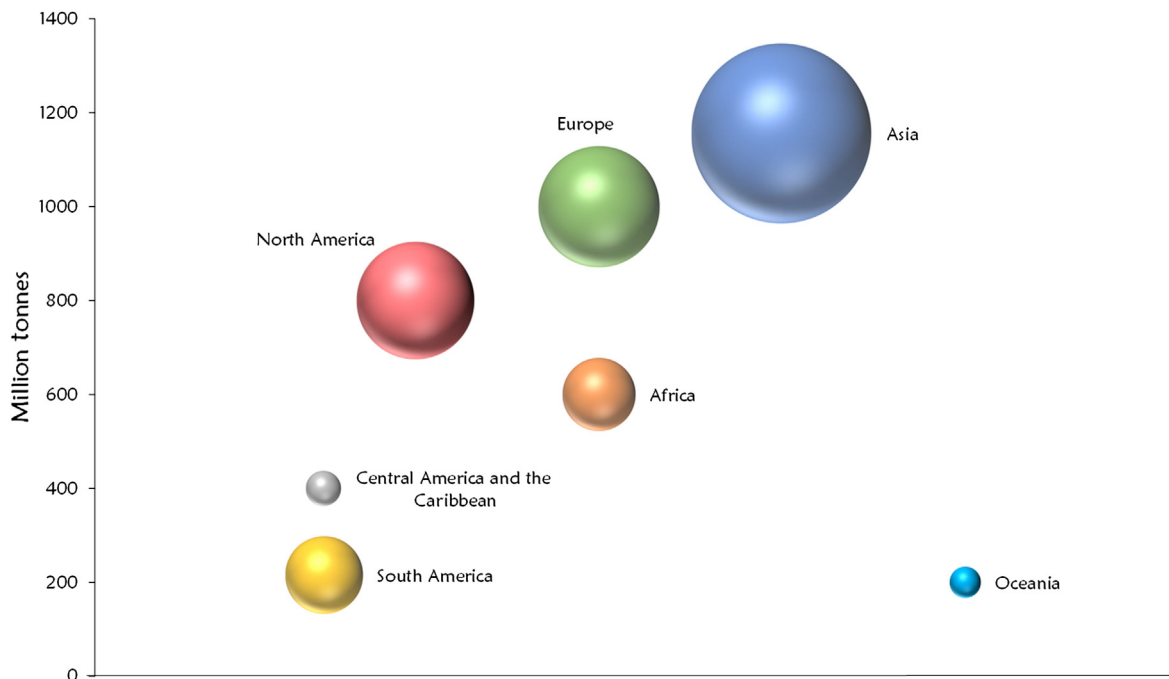 1400
1200
Europe
Asia
1000
North America
800
Million tonnes
600
Africa
400
Central America and the
Caribbean
200
South America
Oceania
0